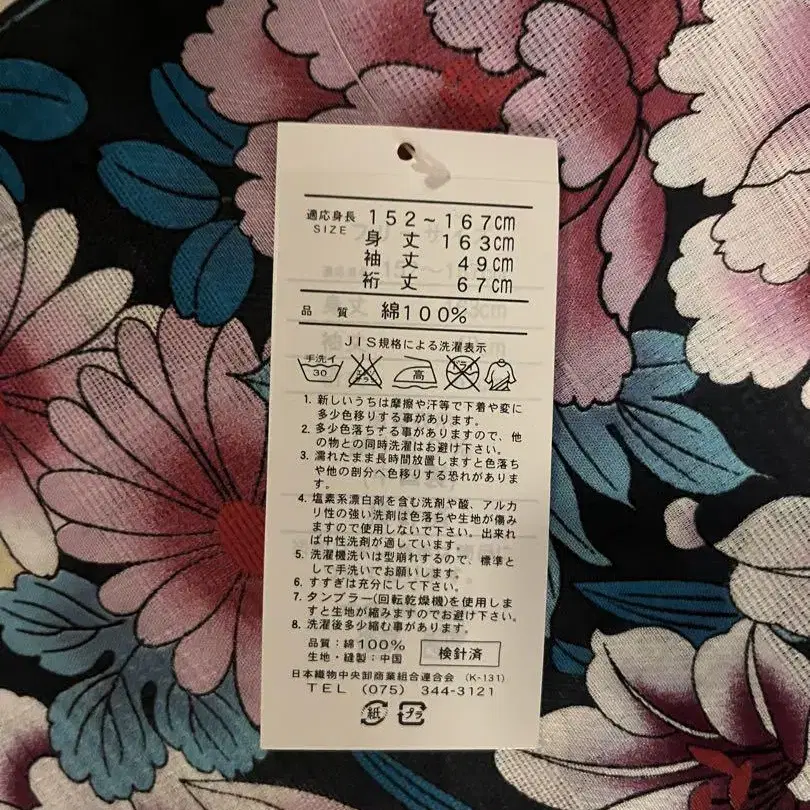 適応身長 152～167cm
SIZE
身 丈 163cm
袖 丈 49cm
裄 丈 67cm
品 質 綿100%
JIS規格による洗濯表示
手洗イ
30
エンソ
サラシ
高
ドライ
1. 新しいうちは摩擦や汗等で下着や変に
多少色移りする事があります。
2. 多少色落ちする事がありますので、他
の物との同時洗濯はお避け下さい。
3. 濡れたまま長時間放置しますと色落ち
や他の剖分へ色移りする恐れがありま
す。
4. 塩素系漂白剤を含む洗剤や酸、アルカ
リ性の強い洗剤は色落ちや生地が傷み
ますので使用しないで下さい。出来れ
ば中性洗剤が適しています.
5. 洗濯機洗いは型崩れするので、標準と
して手洗いでお願いします。
6. すすぎは充分にして下さい。
7. タンブラー(回転乾燥機)を使用しま
すと生地が縮みますのでお避け下さい。
8. 洗濯後多少縮む事があります.
品質：綿100%
生地・縫製：中国
検針済
日本織物中央卸商業組合連合会 (K-131)
TEL (075) 344-3121
紙
プラ